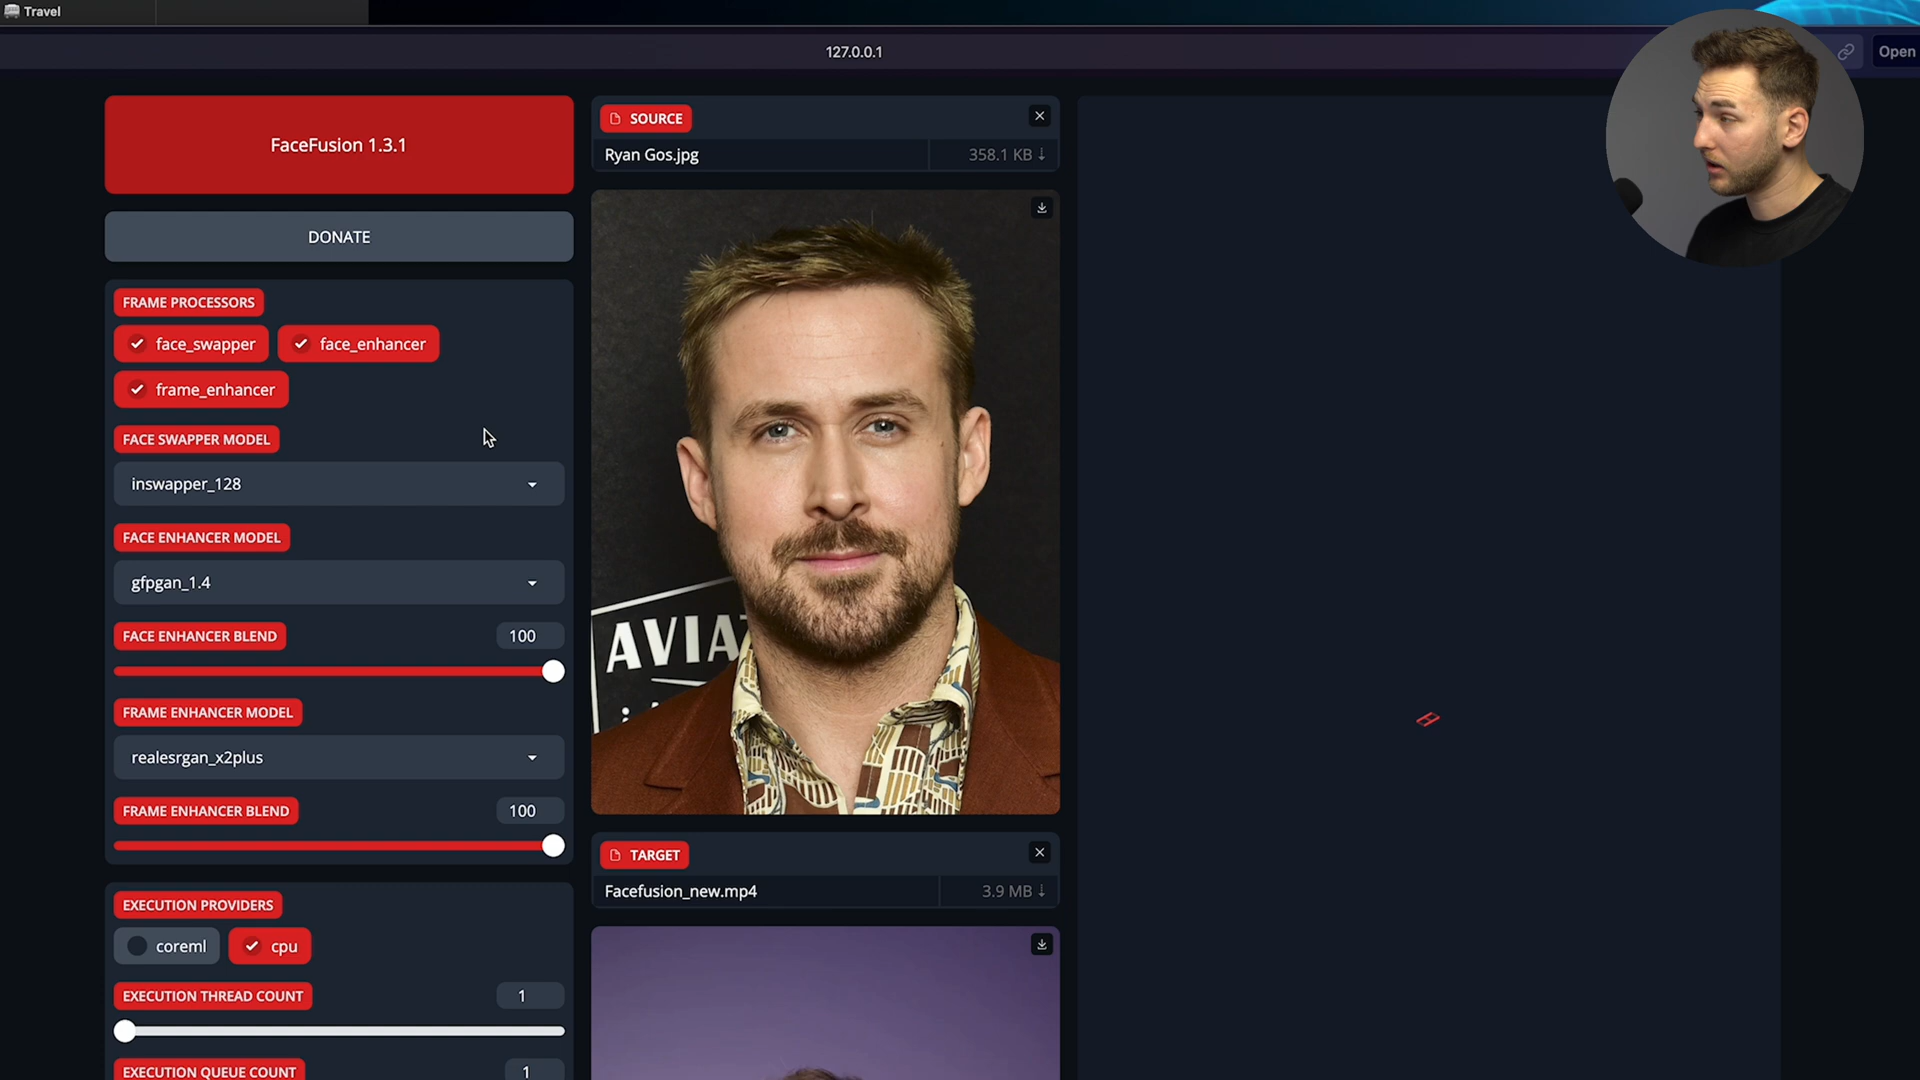 Travel
127.0.0.1
Open
FaceFusion 1.3.1
DONATE
FRAME PROCESSORS
face_swapper
face_enhancer
frame_enhancer
FACE SWAPPER MODEL
inswapper_128
FACE ENHANCER MODEL
gfpgan_1.4
FACE ENHANCER BLEND
100
FRAME ENHANCER MODEL
realesrgan_x2plus
FRAME ENHANCER BLEND
100
EXECUTION PROVIDERS
coreml
cpu
EXECUTION THREAD COUNT
1
EXECUTION QUEUE COUNT
1
SOURCE
Ryan Gos.jpg
358.1 KB ↓
AVIAT
TARGET
Facefusion_new.mp4
3.9 MB ↓